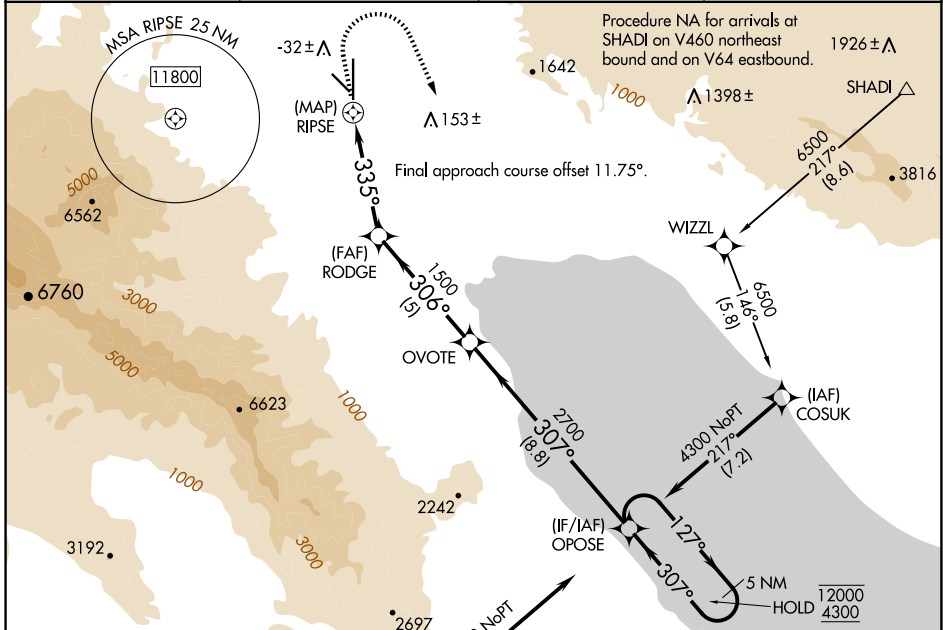 MSA RIPSE 25 NM
11800
-32±
(MAP)
RIPSE
153±
1642
Procedure NA for arrivals at
SHADI on V460 northeast
bound and on V64 eastbound.
1926±
1000
1398±
SHADI
6500
217°
(8.6)
3816
335°
Final approach course offset 11.75°.
5000
6562
WIZZL
(FAF)
RODGE
1500
306°
(5)
6500
146°
(5.8)
6760
3000
OVOTE
5000
6623
1000
(IAF)
COSUK
2700
307°
(8.8)
4300 NoPT
217°
(7.2)
1000
2242
(IF/IAF)
OPOSE
127°
307°
3192
3000
5 NM
HOLD
12000
4300
2697
NoPT